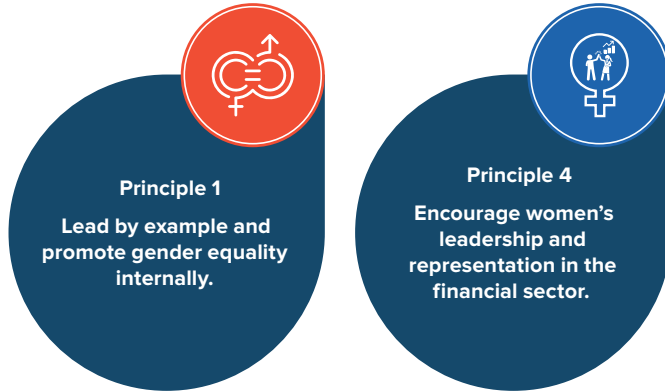 Principle 1
Lead by example and
promote gender equality
internally.
Principle 4
Encourage women’s
leadership and
representation in the
financial sector.